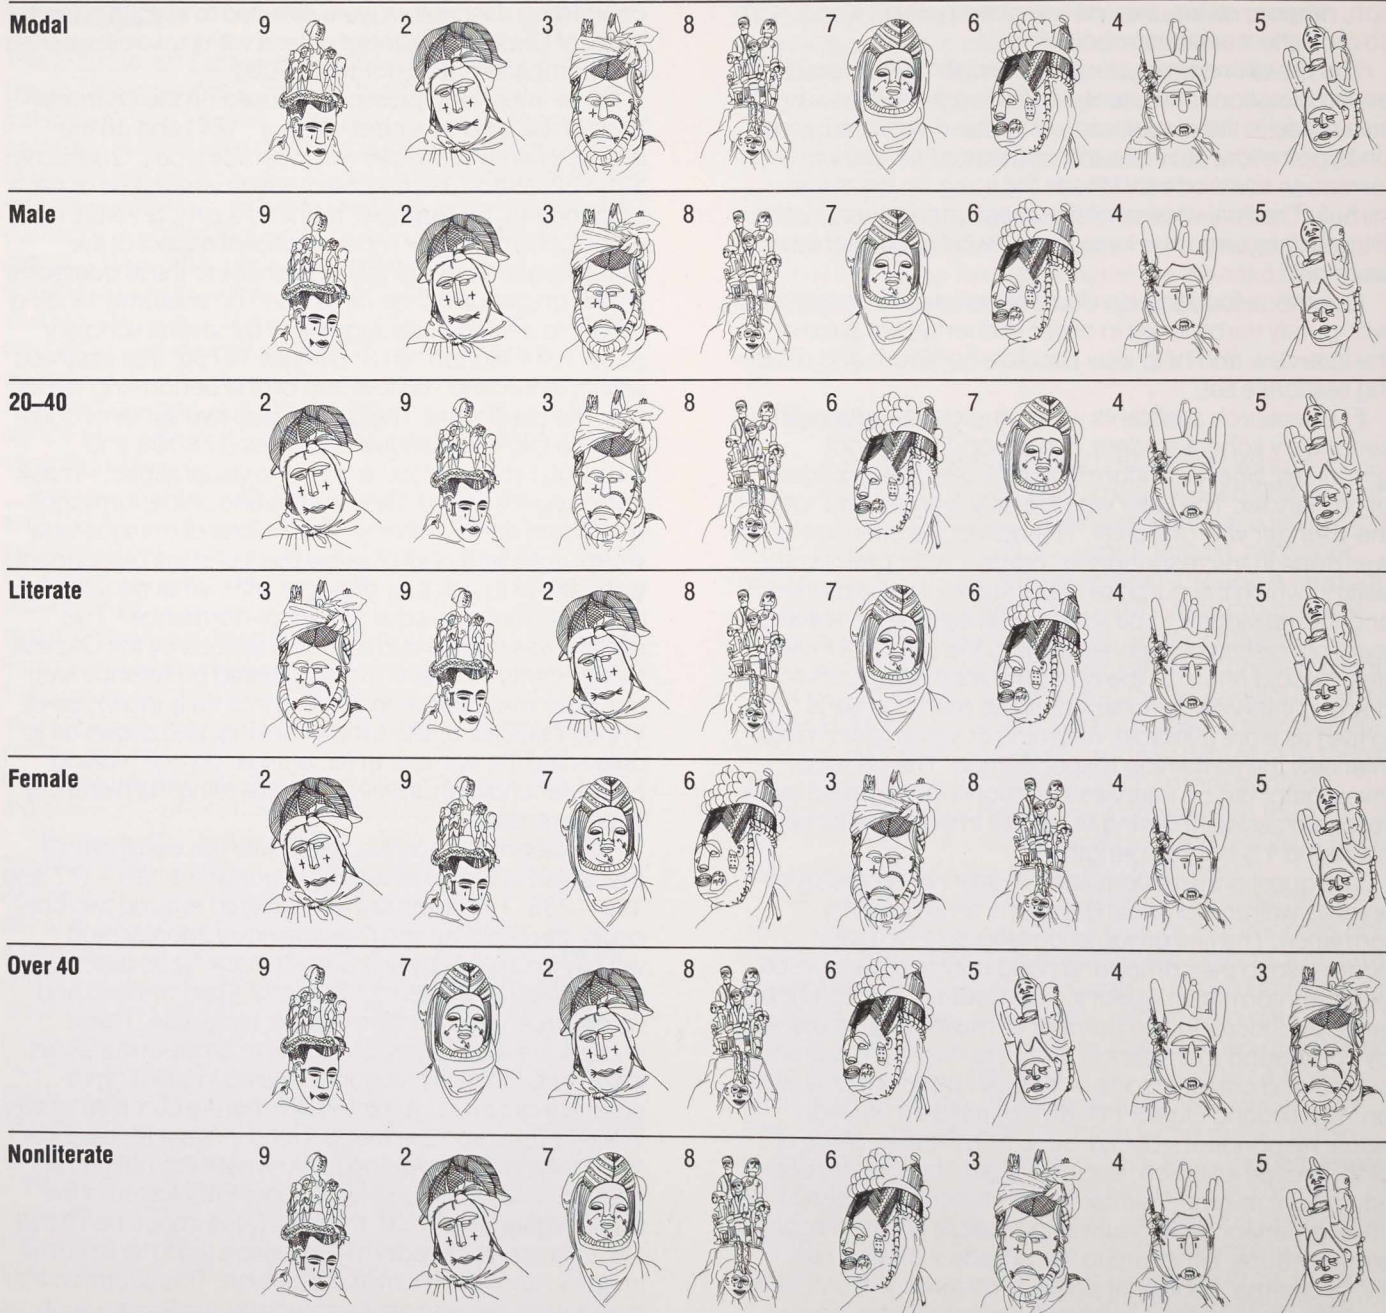 Modal 9 2 3 8 7 6 4 5
Male 9 2 3 8 7 6 4 5
20–40 2 9 3 8 6 7 4 5
Literate 3 9 2 8 7 6 4 5
Female 2 9 7 6 3 8 4 5
Over 40 9 7 2 8 6 5 4 3
Nonliterate 9 2 7 8 6 3 4 5